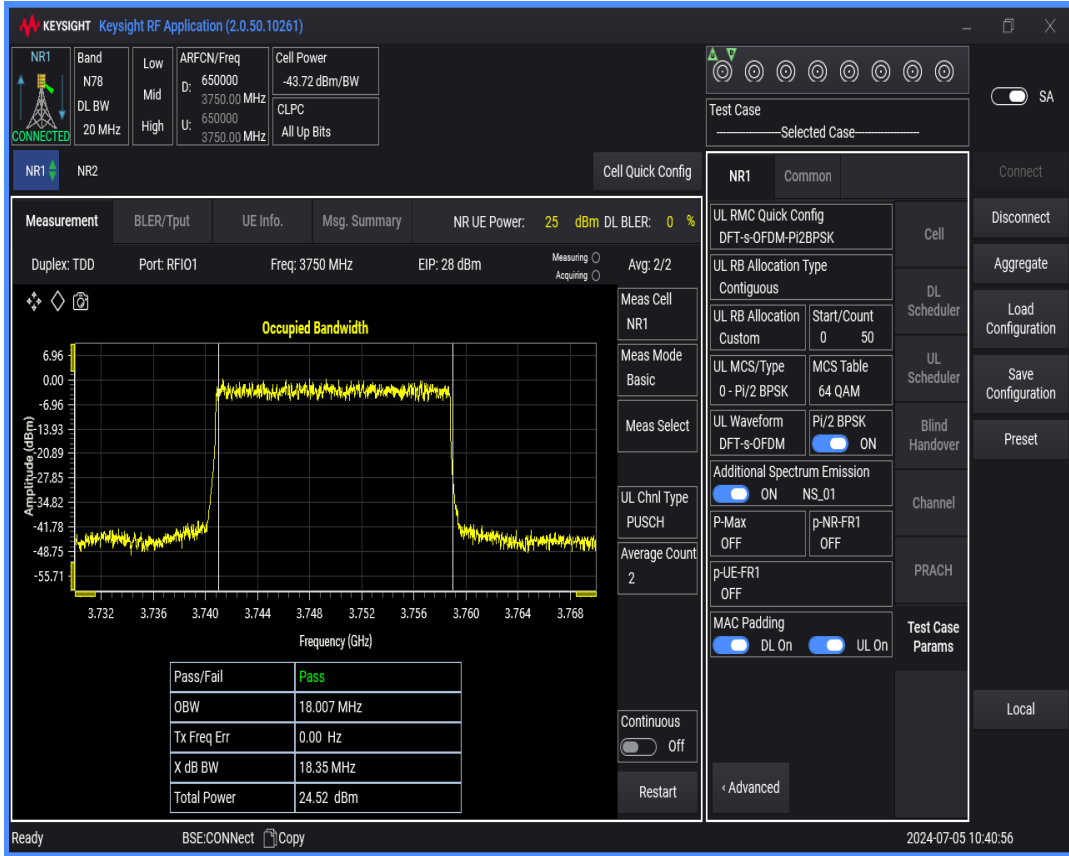 KEYSIGHT Keysight RF Application (2.0.50.10261)
NR1
CONNECTED
Band
N78
DL BW
20 MHz
Low
Mid
High
ARFCN/Freq
D: 650000
3750.00 MHz
U: 650000
3750.00 MHz
Cell Power
-43.72 dBm/BW
CLPC
All Up Bits
Test Case
--------------------Selected Case--------------------
SA
NR1
NR2
Cell Quick Config
NR1
Common
Connect
Measurement
BLER/Tput
UE Info.
Msg. Summary
NR UE Power: 25 dBm DL BLER: 0 %
Duplex: TDD
Port: RFIO1
Freq: 3750 MHz
EIP: 28 dBm
Measuring
Acquiring
Avg: 2/2
Occupied Bandwidth
Amplitude (dBm)
6.96
0.00
-6.96
-13.93
-20.89
-27.85
-34.82
-41.78
-48.75
-55.71
3.732 3.736 3.740 3.744 3.748 3.752 3.756 3.760 3.764 3.768
Frequency (GHz)
Pass/Fail Pass
OBW 18.007 MHz
Tx Freq Err 0.00 Hz
X dB BW 18.35 MHz
Total Power 24.52 dBm
Meas Cell
NR1
Meas Mode
Basic
Meas Select
UL Chnl Type
PUSCH
Average Count
2
Continuous
Off
Restart
UL RMC Quick Config
DFT-s-OFDM-Pi2BPSK
UL RB Allocation Type
Contiguous
UL RB Allocation
Custom
Start/Count
0 50
UL MCS/Type
0 - Pi/2 BPSK
MCS Table
64 QAM
UL Waveform
DFT-s-OFDM
Pi/2 BPSK
ON
Additional Spectrum Emission
ON NS_01
P-Max
OFF
p-NR-FR1
OFF
p-UE-FR1
OFF
MAC Padding
DL On UL On
‹ Advanced
Cell
DL
Scheduler
UL
Scheduler
Blind
Handover
Channel
PRACH
Test Case
Params
Disconnect
Aggregate
Load
Configuration
Save
Configuration
Preset
Local
Ready
BSE:CONNect
Copy
2024-07-05 10:40:56